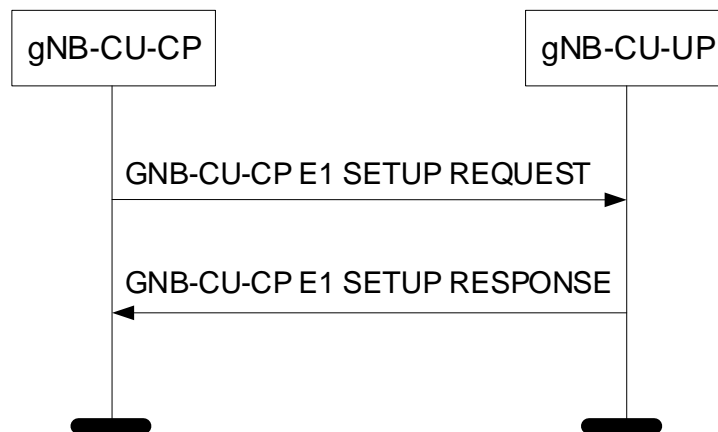 gNB-CU-CP
gNB-CU-UP
GNB-CU-CP E1 SETUP REQUEST
GNB-CU-CP E1 SETUP RESPONSE